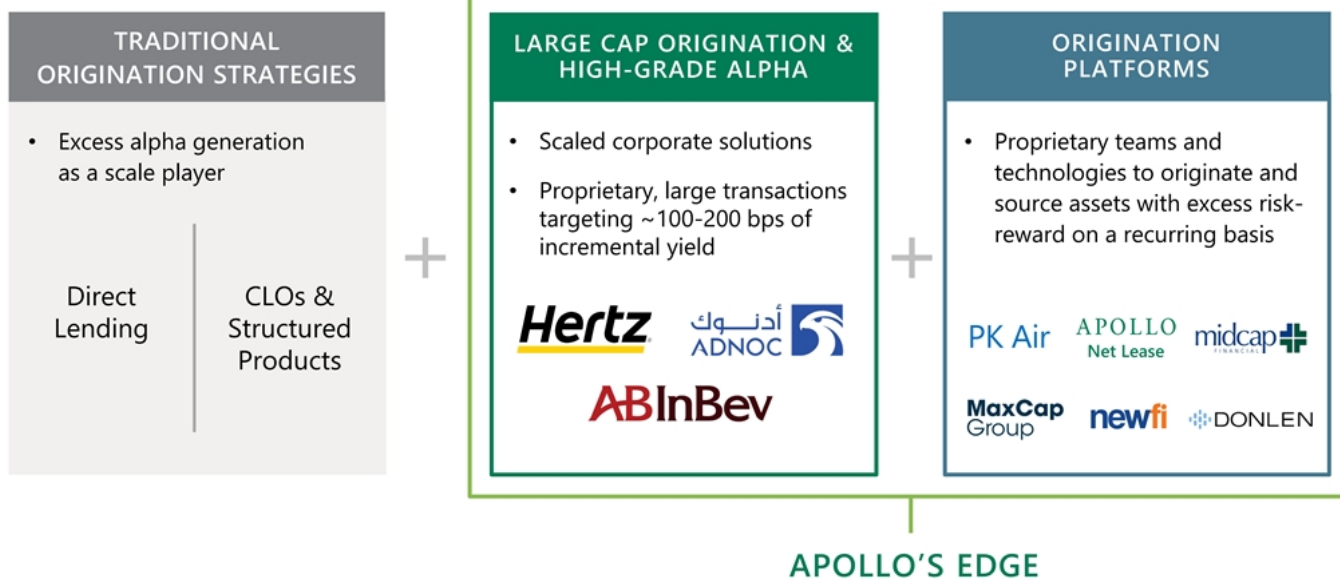 TRADITIONAL
ORIGINATION STRATEGIES
• Excess alpha generation
as a scale player
Direct
Lending
CLOs &
Structured
Products
+
LARGE CAP ORIGINATION &
HIGH-GRADE ALPHA
• Scaled corporate solutions
• Proprietary, large transactions
targeting ~100-200 bps of
incremental yield
Hertz
أدنــوك
ADNOC
ABInBev
+
ORIGINATION
PLATFORMS
• Proprietary teams and
technologies to originate and
source assets with excess risk-
reward on a recurring basis
PK Air
APOLLO
Net Lease
midcap
FINANCIAL
MaxCap
Group
newfi
DONLEN
APOLLO'S EDGE